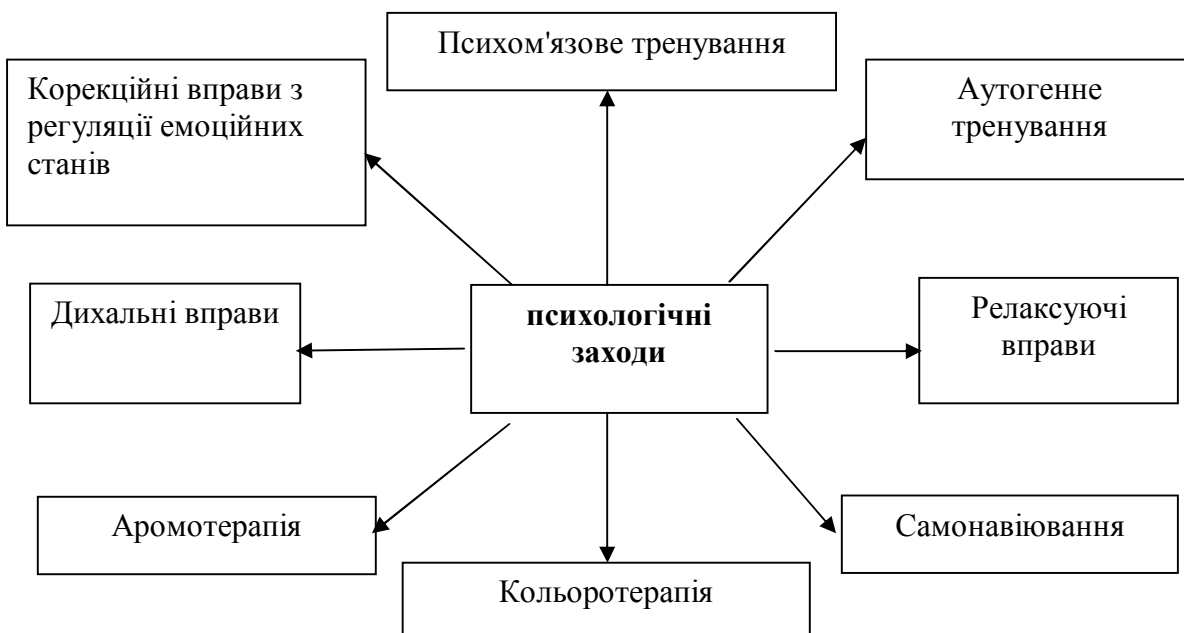 Психом'язове тренування
Корекційні вправи з
регуляції емоційних
станів
Аутогенне
тренування
Дихальні вправи
психологічні
заходи
Релаксуючі
вправи
Аромотерапія
Самонавіювання
Кольоротерапія